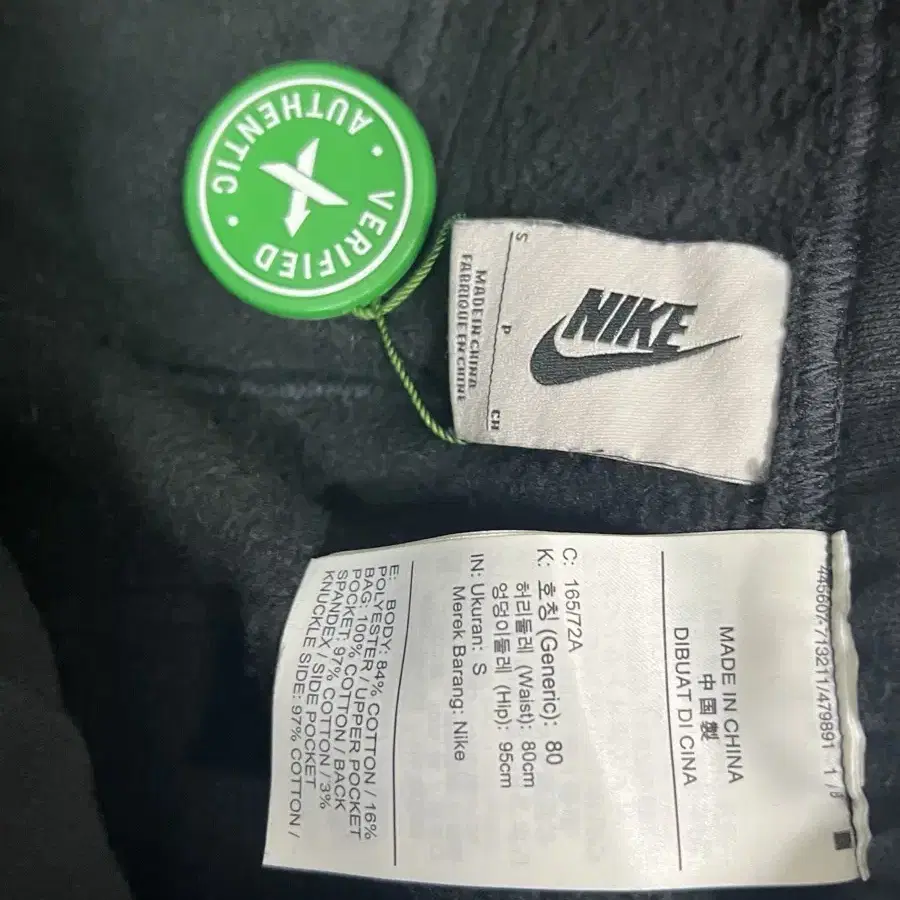 VERIFIED • AUTHENTIC •
X
NIKE
S
P
CH
MADE IN CHINA
FABRIQUE EN CHINE
MADE IN CHINA
中国製
DIBUAT DI CINA
C: 165/72A
K: 호칭 (Generic): 80
허리둘레 (Waist): 80cm
엉덩이둘레 (Hip): 95cm
IN: Ukuran: S
Merek Barang: Nike
E: BODY: 84% COTTON / 16%
POLYESTER / UPPER POCKET
BAG: 100% COTTON / BACK
POCKET: 97% COTTON / 3%
SPANDEX / SIDE POCKET
KNUCKLE SIDE: 97% COTTON /